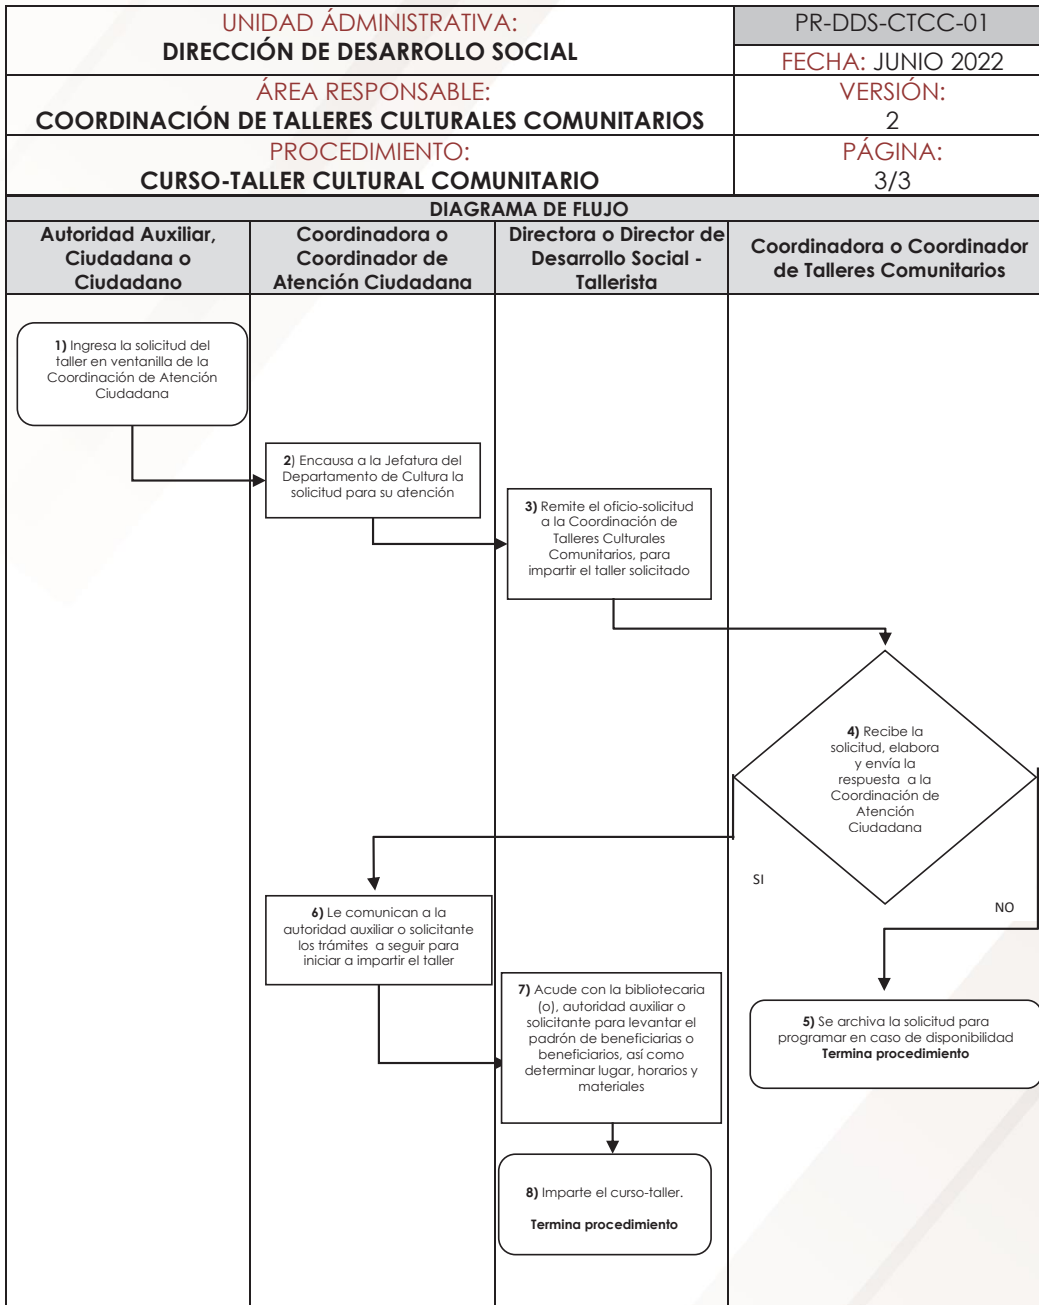 UNIDAD ÁDMINISTRATIVA:
DIRECCIÓN DE DESARROLLO SOCIAL
PR-DDS-CTCC-01
FECHA: JUNIO 2022
ÁREA RESPONSABLE:
COORDINACIÓN DE TALLERES CULTURALES COMUNITARIOS
VERSIÓN:
2
PROCEDIMIENTO:
CURSO-TALLER CULTURAL COMUNITARIO
PÁGINA:
3/3
DIAGRAMA DE FLUJO
Autoridad Auxiliar,
Ciudadana o
Ciudadano
Coordinadora o
Coordinador de
Atención Ciudadana
Directora o Director de
Desarrollo Social -
Tallerista
Coordinadora o Coordinador
de Talleres Comunitarios
1) Ingresa la solicitud del
taller en ventanilla de la
Coordinación de Atención
Ciudadana
2) Encausa a la Jefatura del
Departamento de Cultura la
solicitud para su atención
3) Remite el oficio-solicitud
a la Coordinación de
Talleres Culturales
Comunitarios, para
impartir el taller solicitado
4) Recibe la
solicitud, elabora
y envía la
respuesta a la
Coordinación de
Atención
Ciudadana
SI
NO
6) Le comunican a la
autoridad auxiliar o solicitante
los trámites a seguir para
iniciar a impartir el taller
7) Acude con la bibliotecaria
(o), autoridad auxiliar o
solicitante para levantar el
padrón de beneficiarias o
beneficiarios, así como
determinar lugar, horarios y
materiales
5) Se archiva la solicitud para
programar en caso de disponibilidad
Termina procedimiento
8) Imparte el curso-taller.
Termina procedimiento